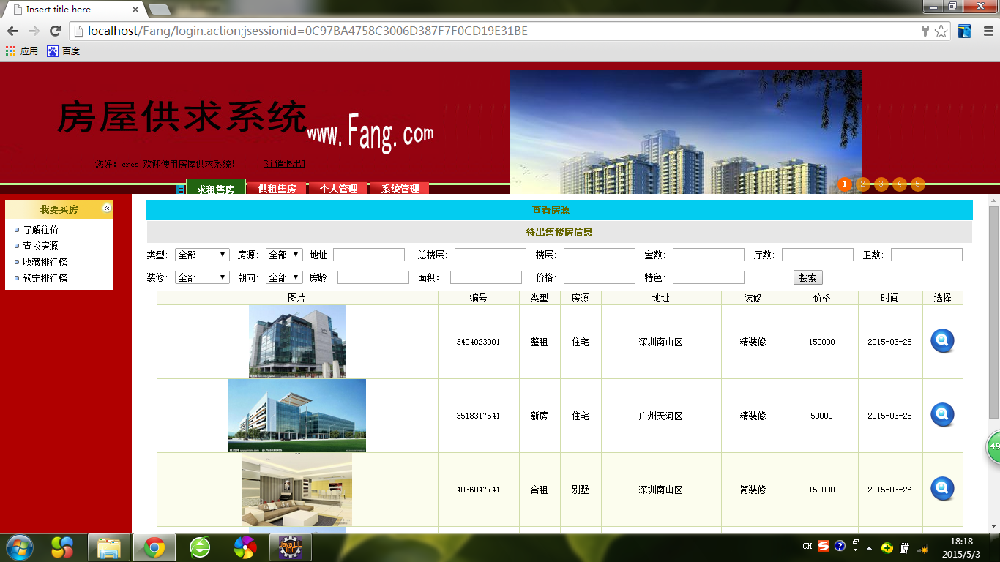 Insert title here
localhost/Fang/login.action;jsessionid=0C97BA4758C3006D387F7F0CD19E31BE
应用 百度
房屋供求系统
www.Fang.com
您好：cres 欢迎使用房屋供求系统！ [注销退出]
1 2 3 4 5
求租售房 供租售房 个人管理 系统管理
我要买房
了解往价
查找房源
收藏排行榜
预定排行榜
查看房源
待出售楼房信息
类型： 全部 房源： 全部 地址： 总楼层： 楼层： 室数： 厅数： 卫数：
装修： 全部 朝向： 全部 房龄： 面积： 价格： 特色： 搜索
图片 编号 类型 房源 地址 装修 价格 时间 选择
3404023001 整租 住宅 深圳南山区 精装修 150000 2015-03-26
3518317641 新房 住宅 广州天河区 精装修 50000 2015-03-25
4036047741 合租 别墅 深圳南山区 简装修 150000 2015-03-26
49
Java EE
IDE
CH
18:18
2015/5/3